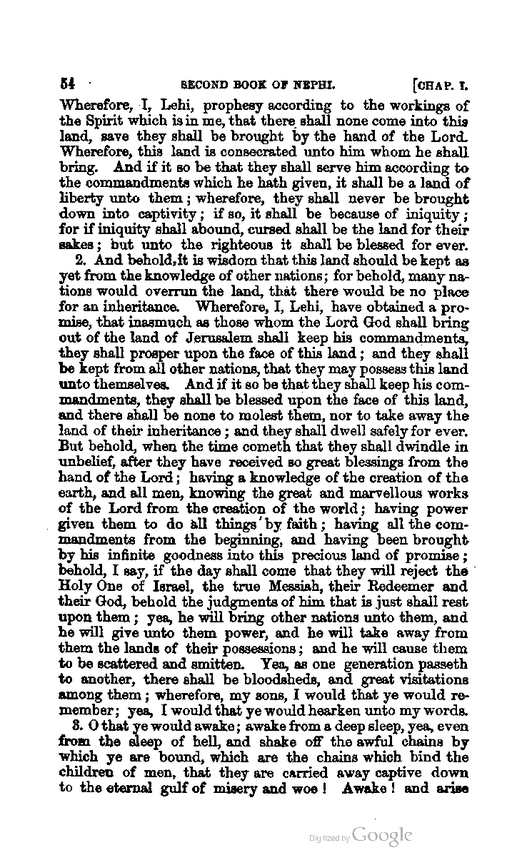 54 SECOND BOOK OF NEPHI. [CHAP. I.
Wherefore, I, Lehi, prophesy according to the workings of
the Spirit which is in me, that there shall none come into this
land, save they shall be brought by the hand of the Lord.
Wherefore, this land is consecrated unto him whom he shall
bring. And if it so be that they shall serve him according to
the commandments which he hath given, it shall be a land of
liberty unto them; wherefore, they shall never be brought
down into captivity; if so, it shall be because of iniquity;
for if iniquity shall abound, cursed shall be the land for their
sakes; but unto the righteous it shall be blessed for ever.
2. And behold, it is wisdom that this land should be kept as
yet from the knowledge of other nations; for behold, many na-
tions would overrun the land, that there would be no place
for an inheritance. Wherefore, I, Lehi, have obtained a pro-
mise, that inasmuch as those whom the Lord God shall bring
out of the land of Jerusalem shall keep his commandments,
they shall prosper upon the face of this land; and they shall
be kept from all other nations, that they may possess this land
unto themselves. And if it so be that they shall keep his com-
mandments, they shall be blessed upon the face of this land,
and there shall be none to molest them, nor to take away the
land of their inheritance; and they shall dwell safely for ever.
But behold, when the time cometh that they shall dwindle in
unbelief, after they have received so great blessings from the
hand of the Lord; having a knowledge of the creation of the
earth, and all men, knowing the great and marvellous works
of the Lord from the creation of the world; having power
given them to do all things by faith; having all the com-
mandments from the beginning, and having been brought
by his infinite goodness into this precious land of promise;
behold, I say, if the day shall come that they will reject the
Holy One of Israel, the true Messiah, their Redeemer and
their God, behold the judgments of him that is just shall rest
upon them; yea, he will bring other nations unto them, and
he will give unto them power, and he will take away from
them the lands of their possessions; and he will cause them
to be scattered and smitten. Yea, as one generation passeth
to another, there shall be bloodsheds, and great visitations
among them; wherefore, my sons, I would that ye would re-
member; yea, I would that ye would hearken unto my words.
3. O that ye would awake; awake from a deep sleep, yea, even
from the sleep of hell, and shake off the awful chains by
which ye are bound, which are the chains which bind the
children of men, that they are carried away captive down
to the eternal gulf of misery and woe! Awake! and arise
Digitized by Google